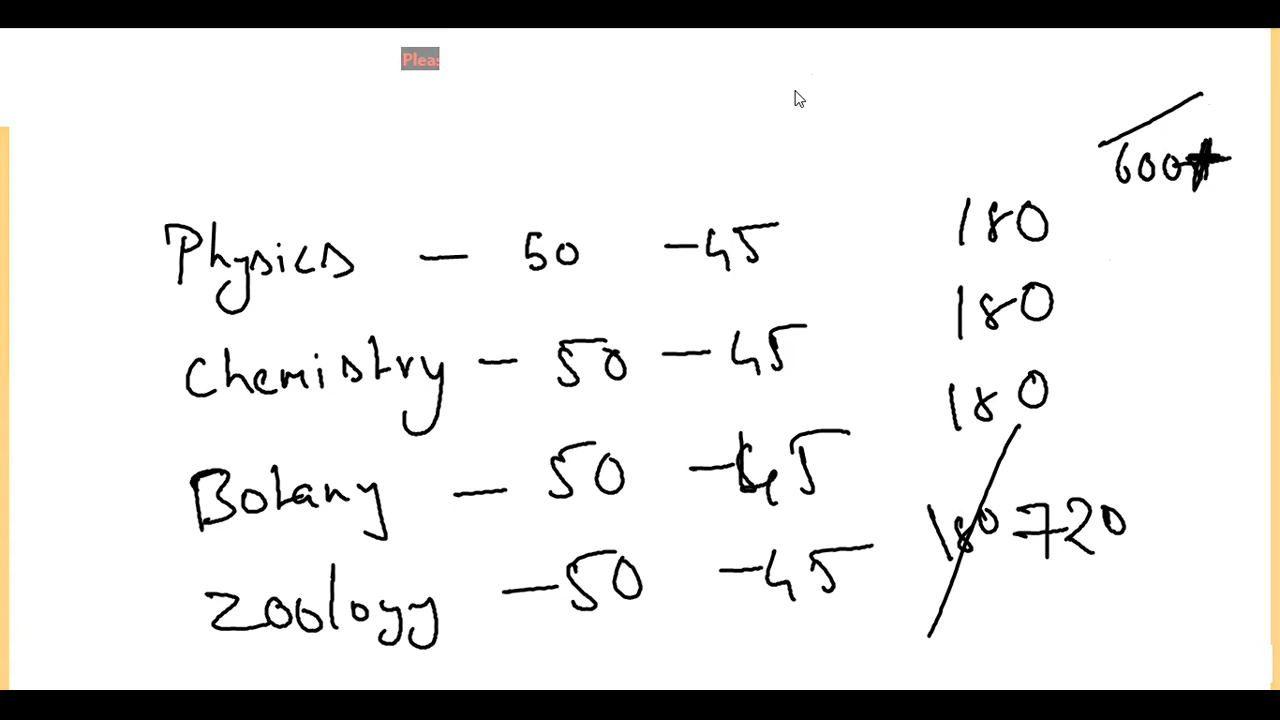 Pleas
600+
Physics - 50 - 45 180
Chemistry - 50 - 45 180
Botany - 50 - 45 180
Zoology - 50 - 45 180 720